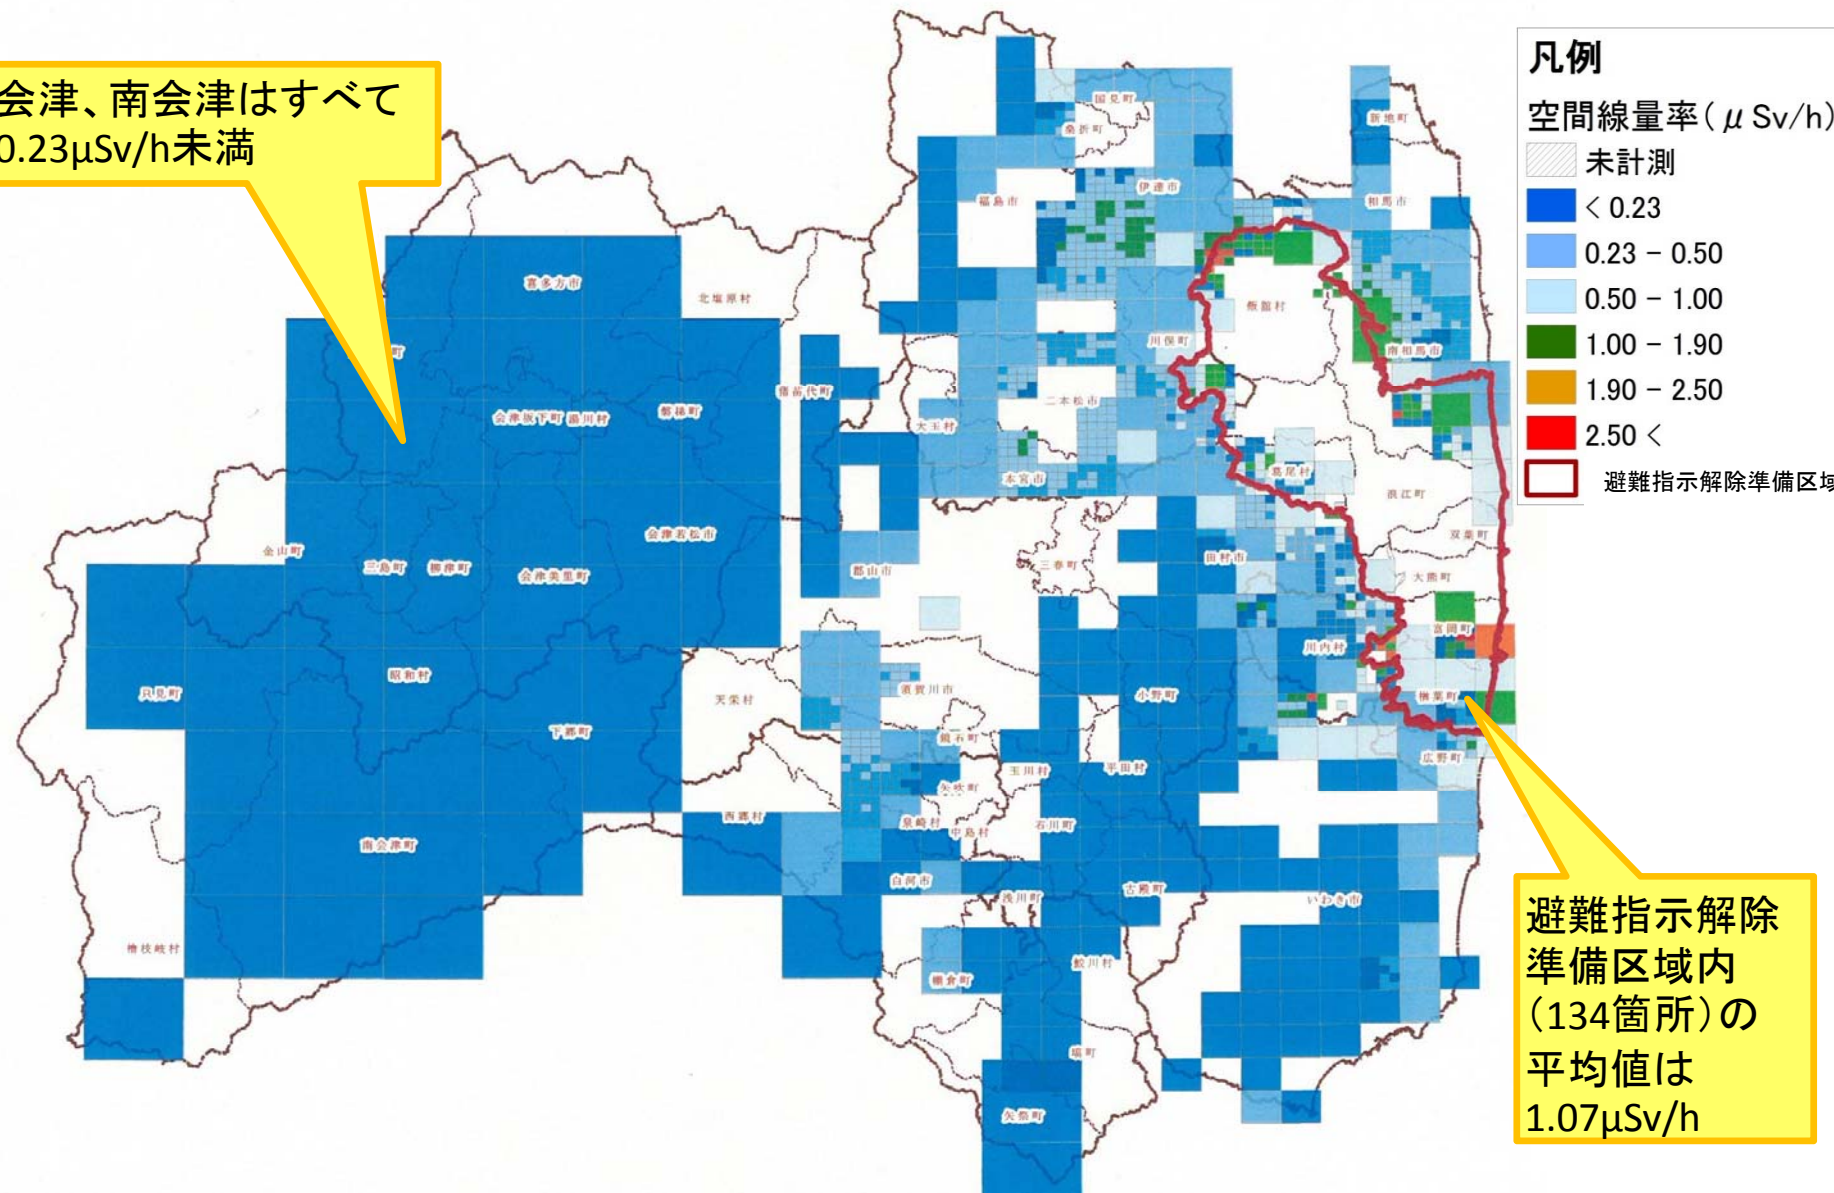 会津、南会津はすべて
0.23μSv/h未満
凡例
空間線量率(μSv/h)
未計測
< 0.23
0.23 - 0.50
0.50 - 1.00
1.00 - 1.90
1.90 - 2.50
2.50 <
避難指示解除準備区域
国見町
桑折町
新地町
伊達市
福島市
相馬市
喜多方市
北塩原村
飯舘村
川俣町
南相馬市
町
猪苗代町
会津坂下町
湯川村
磐梯町
二本松市
大玉村
本宮市
葛尾村
浪江町
会津若松市
双葉町
金山町
三島町
柳津町
会津美里町
郡山市
三春町
田村市
大熊町
富岡町
川内村
只見町
昭和村
天栄村
須賀川市
小野町
楢葉町
下郷町
鏡石町
玉川村
平田村
広野町
矢吹町
西郷村
泉崎村
中島村
石川町
南会津町
白河市
浅川町
古殿町
いわき市
檜枝岐村
棚倉町
鮫川村
塙町
矢祭町
避難指示解除
準備区域内
(134箇所)の
平均値は
1.07μSv/h